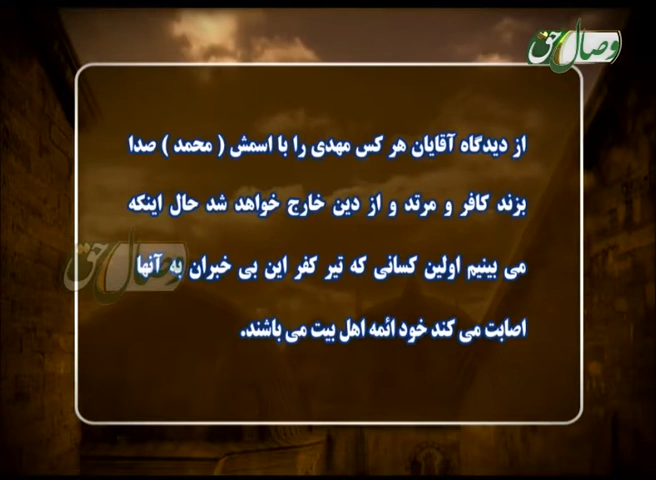 وصال حق
از دیدگاه آقایان هر کس مهدی را با اسمش ( محمد ) صدا
بزند کافر و مرتد و از دین خارج خواهد شد حال اینکه
می بینیم اولین کسانی که تیر کفر این بی خبران به آنها
وصال حق
اصابت می کند خود ائمه اهل بیت می باشند.